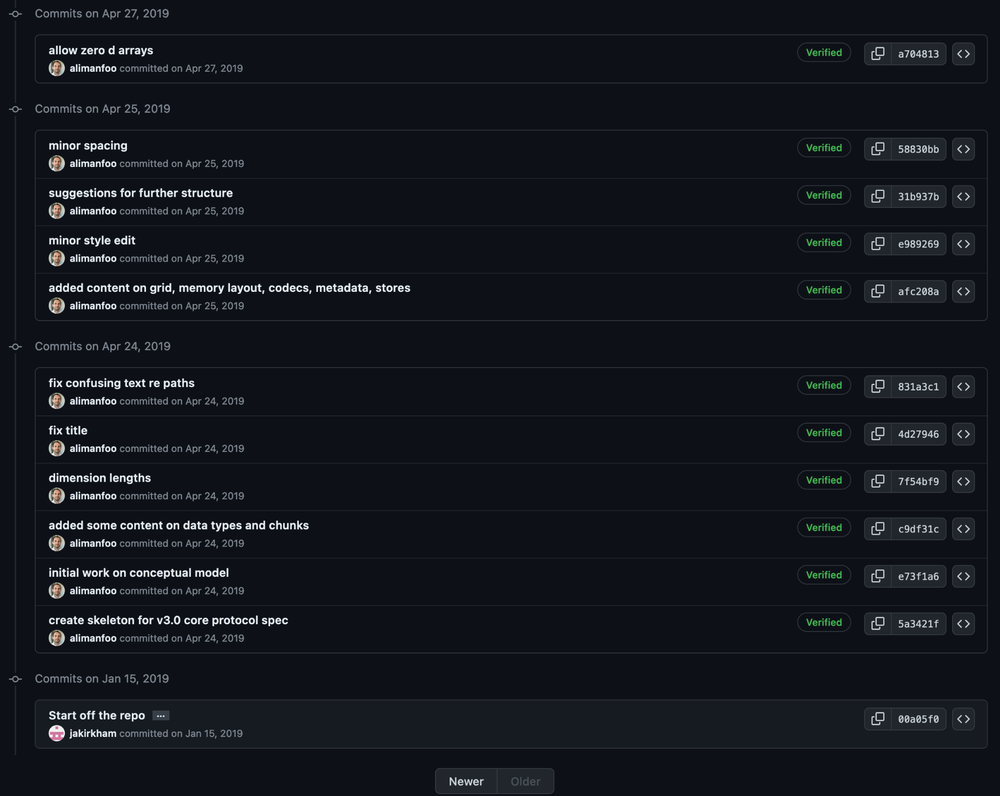 Commits on Apr 27, 2019
allow zero d arrays
Verified
a704813
alimanfoo committed on Apr 27, 2019
Commits on Apr 25, 2019
minor spacing
Verified
58830bb
alimanfoo committed on Apr 25, 2019
suggestions for further structure
Verified
31b937b
alimanfoo committed on Apr 25, 2019
minor style edit
Verified
e989269
alimanfoo committed on Apr 25, 2019
added content on grid, memory layout, codecs, metadata, stores
Verified
afc208a
alimanfoo committed on Apr 25, 2019
Commits on Apr 24, 2019
fix confusing text re paths
Verified
831a3c1
alimanfoo committed on Apr 24, 2019
fix title
Verified
4d27946
alimanfoo committed on Apr 24, 2019
dimension lengths
Verified
7f54bf9
alimanfoo committed on Apr 24, 2019
added some content on data types and chunks
Verified
c9df31c
alimanfoo committed on Apr 24, 2019
initial work on conceptual model
Verified
e73f1a6
alimanfoo committed on Apr 24, 2019
create skeleton for v3.0 core protocol spec
Verified
5a3421f
alimanfoo committed on Apr 24, 2019
Commits on Jan 15, 2019
Start off the repo ...
00a05f0
jakirkham committed on Jan 15, 2019
Newer
Older